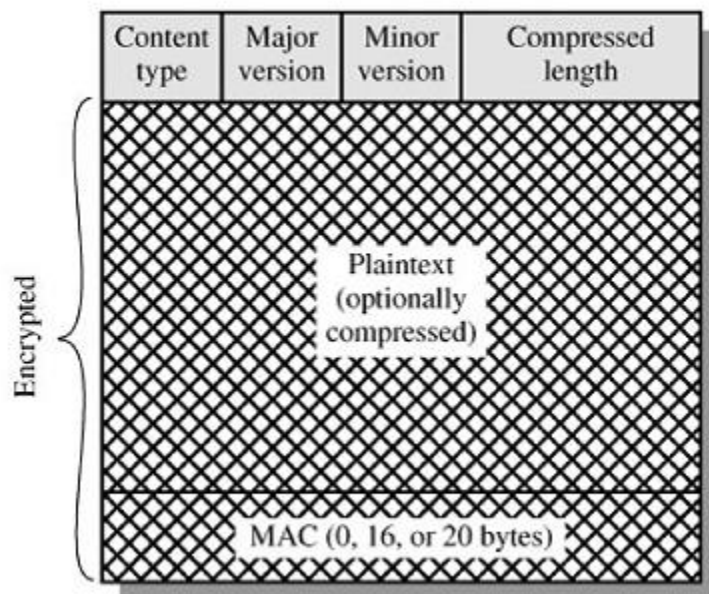 Content
type
Major
version
Minor
version
Compressed
length
Encrypted
Plaintext
(optionally
compressed)
MAC (0, 16, or 20 bytes)